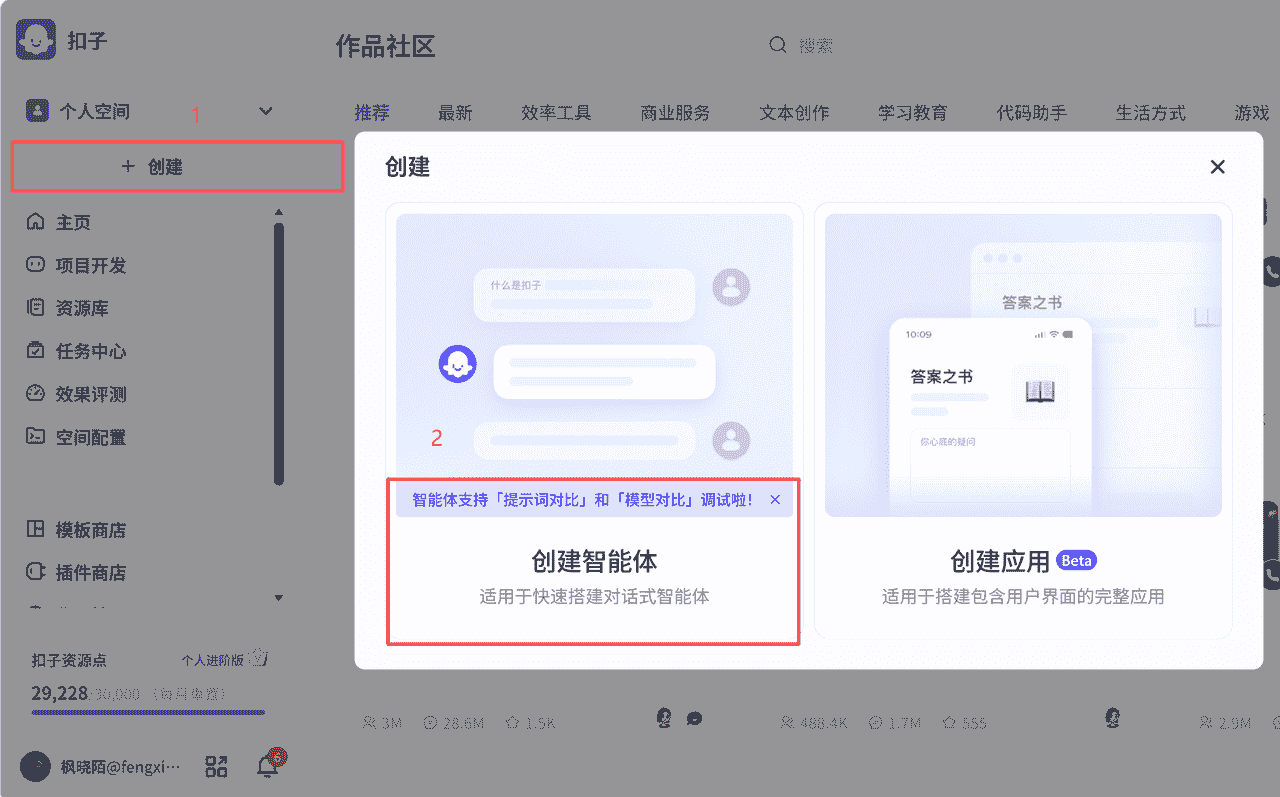 扣子
作品社区
搜索
个人空间
1
推荐 最新 效率工具 商业服务 文本创作 学习教育 代码助手 生活方式 游戏
+ 创建
主页
项目开发
资源库
任务中心
效果评测
空间配置
模板商店
插件商店
扣子资源点 个人进阶版
29,228/30,000
枫晓陌@fengxi···
创建
什么是扣子
2
智能体支持「提示词对比」和「模型对比」调试啦!
创建智能体
适用于快速搭建对话式智能体
答案之书
10:09
答案之书
你心底的疑问
创建应用 Beta
适用于搭建包含用户界面的完整应用
3M 28.6M 1.5K 488.4K 1.7M 555 2.9M